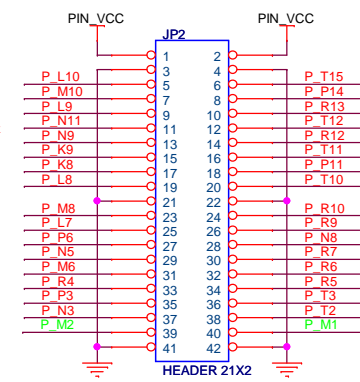 PIN_VCC PIN_VCC
JP2
1 2
3 4
P_L10 5 6 P_T15
P_M10 7 8 P_P14
P_L9 9 10 P_R13
P_N11 11 12 P_T12
P_N9 13 14 P_R12
P_K9 15 16 P_T11
P_K8 17 18 P_P11
P_L8 19 20 P_T10
21 22
P_M8 23 24 P_R10
P_L7 25 26 P_R9
P_P6 27 28 P_N8
P_N5 29 30 P_R7
P_M6 31 32 P_R6
P_R4 33 34 P_R5
P_P3 35 36 P_T3
P_N3 37 38 P_T2
P_M2 39 40 P_M1
41 42
HEADER 21X2